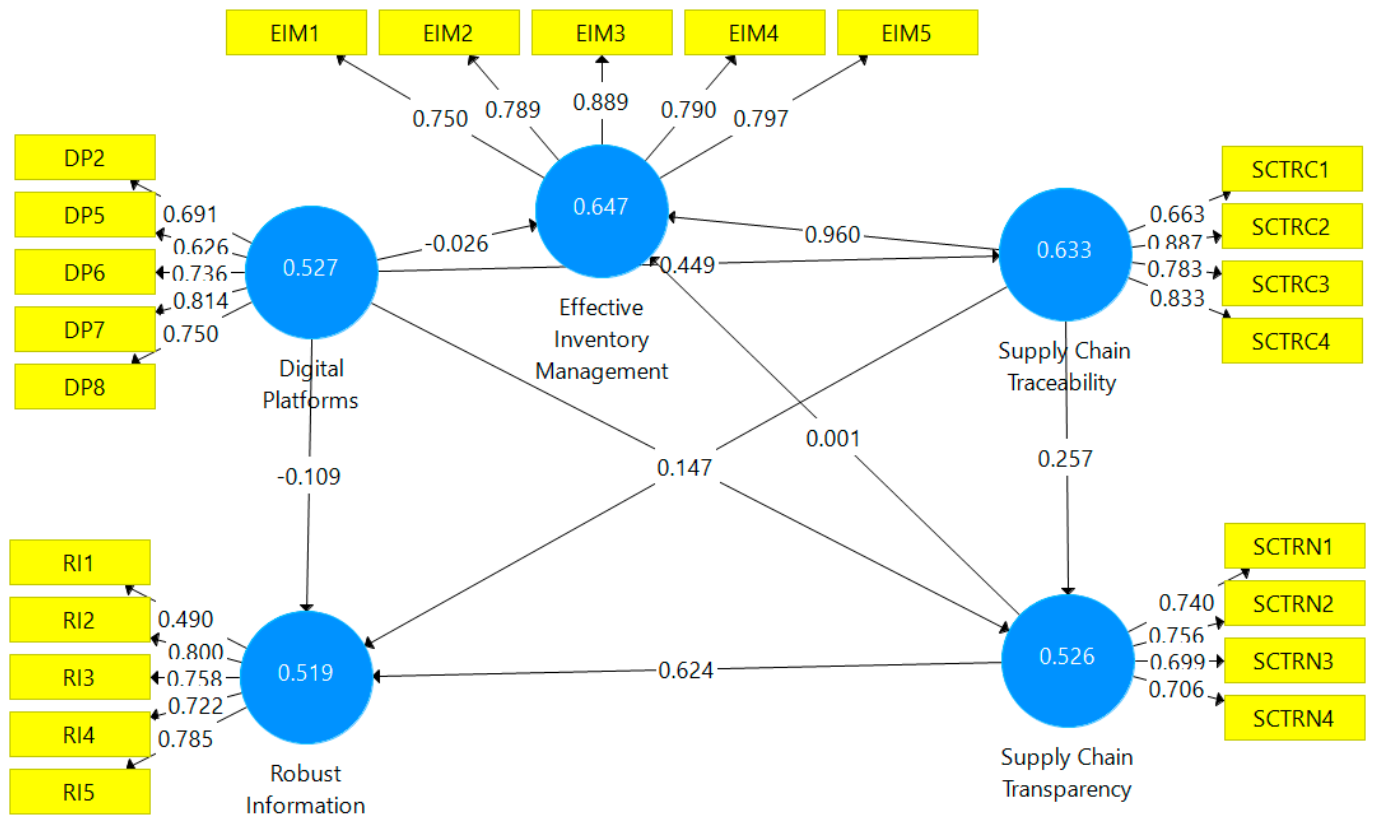 EIM1
EIM2
EIM3
EIM4
EIM5
0.750
0.789
0.889
0.790
0.797
0.647
Effective
Inventory
Management
DP2
DP5
DP6
DP7
DP8
0.691
0.626
0.736
0.814
0.750
0.527
Digital
Platforms
-0.026
0.449
0.960
0.633
Supply Chain
Traceability
SCTRC1
SCTRC2
SCTRC3
SCTRC4
0.663
0.887
0.783
0.833
-0.109
0.147
0.001
0.257
0.624
RI1
RI2
RI3
RI4
RI5
0.490
0.800
0.758
0.722
0.785
0.519
Robust
Information
0.526
Supply Chain
Transparency
SCTRN1
SCTRN2
SCTRN3
SCTRN4
0.740
0.756
0.699
0.706